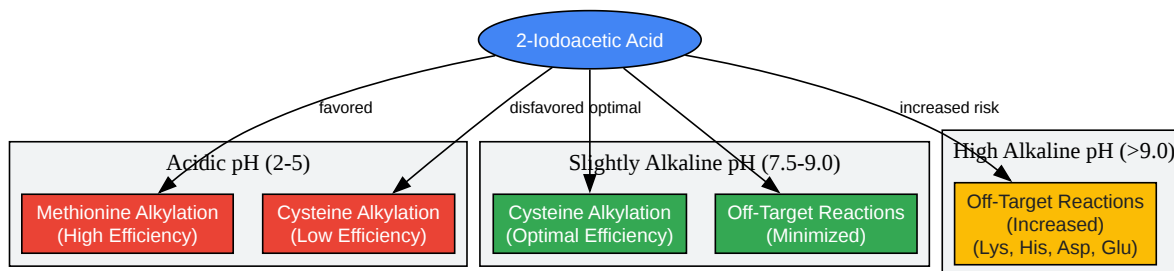 2-Iodoacetic Acid
favored
disfavored
optimal
increased risk
Acidic pH (2-5)
Methionine Alkylation
(High Efficiency)
Cysteine Alkylation
(Low Efficiency)
Slightly Alkaline pH (7.5-9.0)
Cysteine Alkylation
(Optimal Efficiency)
Off-Target Reactions
(Minimized)
High Alkaline pH (>9.0)
Off-Target Reactions
(Increased)
(Lys, His, Asp, Glu)